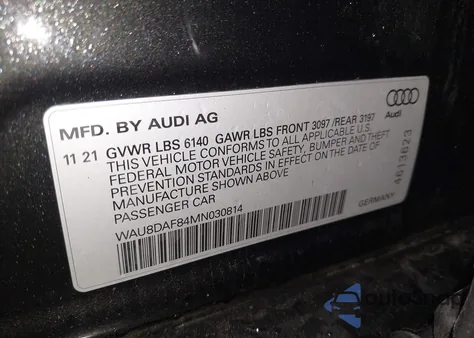 MFD. BY AUDI AG
Audi
11 21 GVWR LBS 6140 GAWR LBS FRONT 3097 /REAR 3197
THIS VEHICLE CONFORMS TO ALL APPLICABLE U.S.
FEDERAL MOTOR VEHICLE SAFETY, BUMPER AND THEFT
PREVENTION STANDARDS IN EFFECT ON THE DATE OF
MANUFACTURE SHOWN ABOVE
PASSENGER CAR
WAU8DAF84MN030814
GERMANY
4613623